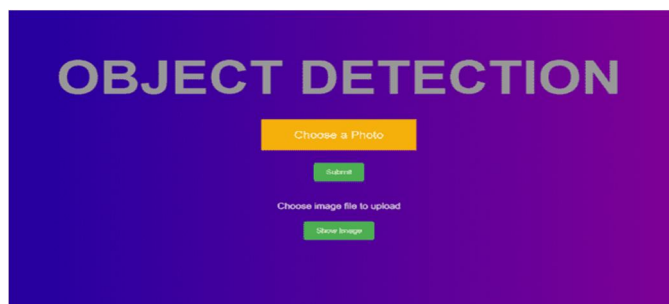 OBJECT DETECTION
Choose a Photo
Submit
Choose image file to upload
Show Image